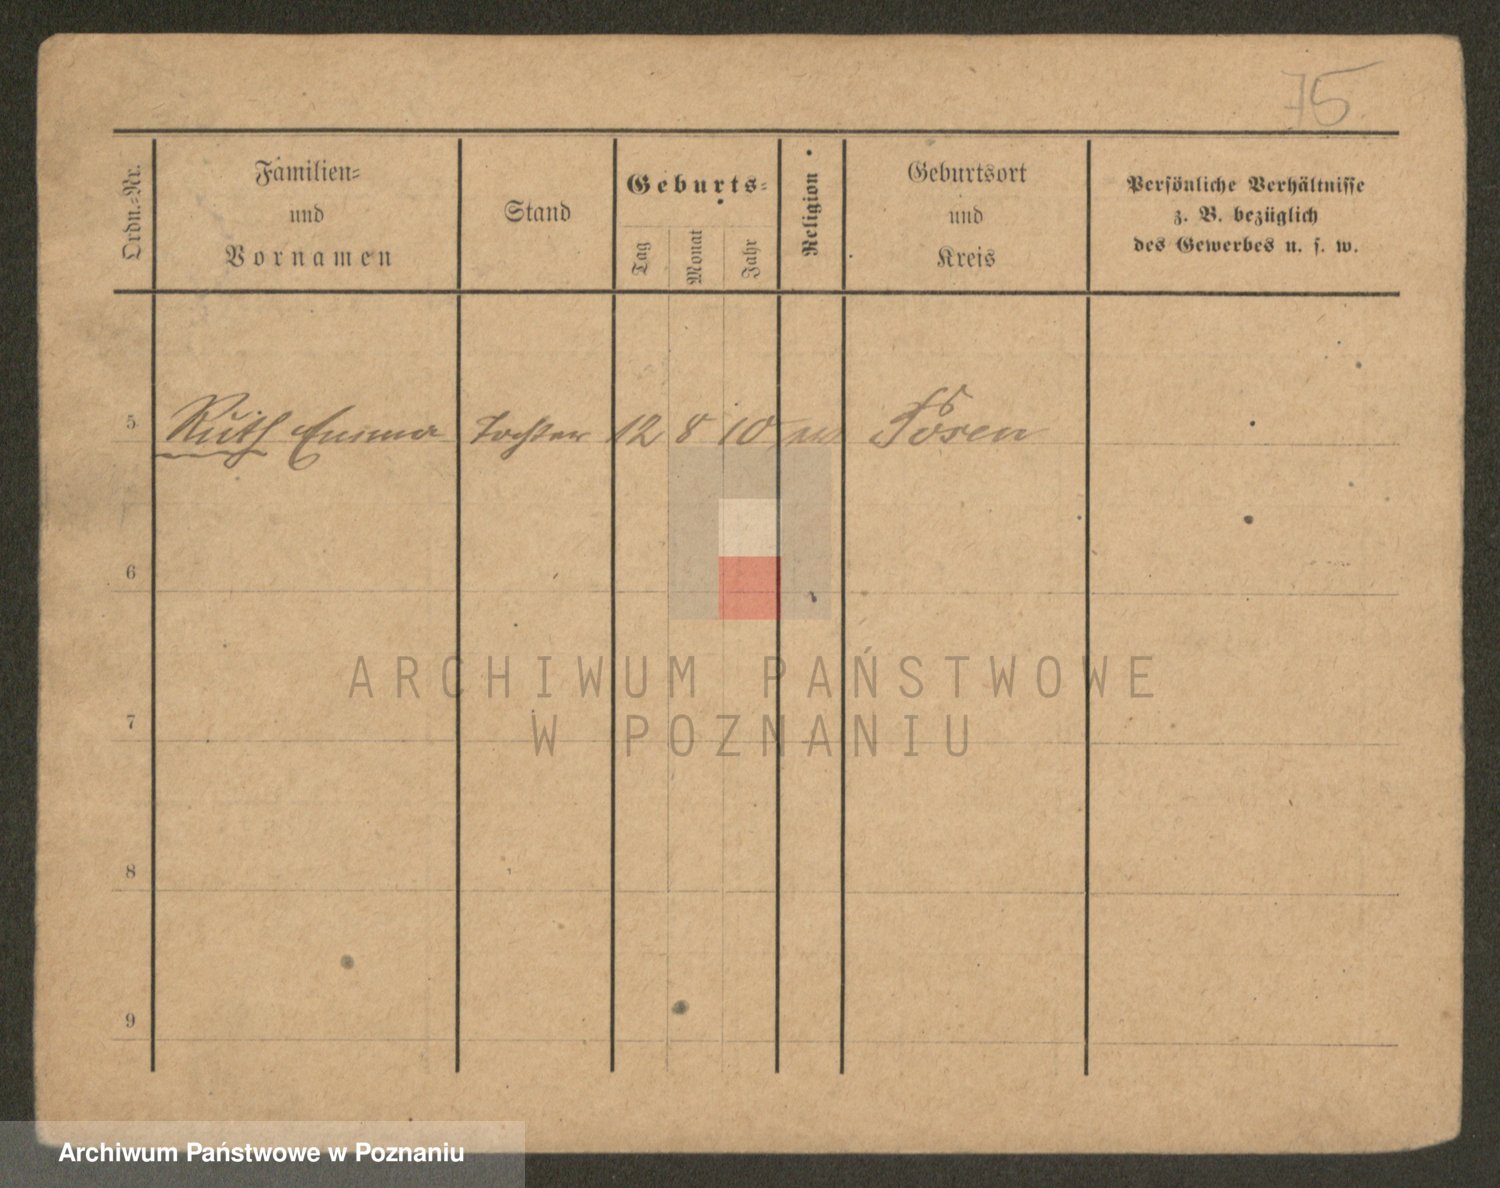 75
Ordn.-Nr.
Familien-
und
Vornamen
Stand
Geburts-
Tag
Monat
Jahr
Religion
Geburtsort
und
Kreis
Persönliche Verhältnisse
z. B. bezüglich
des Gewerbes u. s. w.
5 Ruth Emma Tochter 12 8 10 Posen
6
7
8
9
ARCHIWUM PAŃSTWOWE
W POZNANIU
Archiwum Państwowe w Poznaniu